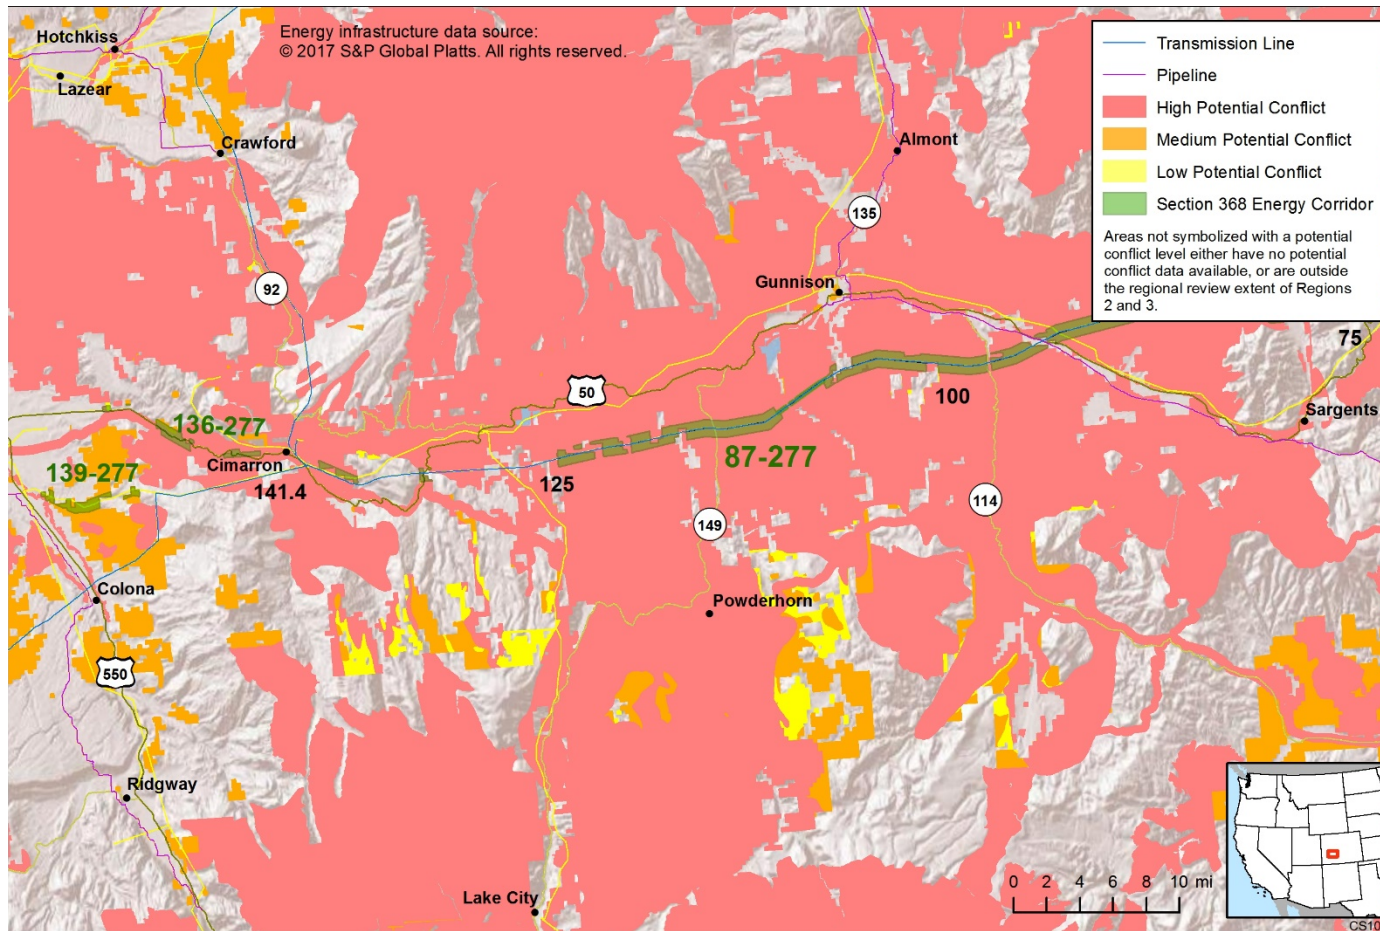 Hotchkiss
Lazear
Crawford
Energy infrastructure data source:
© 2017 S&P Global Platts. All rights reserved.
Transmission Line
Pipeline
High Potential Conflict
Medium Potential Conflict
Low Potential Conflict
Section 368 Energy Corridor
Areas not symbolized with a potential
conflict level either have no potential
conflict data available, or are outside
the regional review extent of Regions
2 and 3.
Almont
135
Gunnison
92
75
50
100
Sargents
136-277
Cimarron
139-277
141.4
125
87-277
149
114
Colona
Powderhorn
550
Ridgway
Lake City
0 2 4 6 8 10 mi
CS10